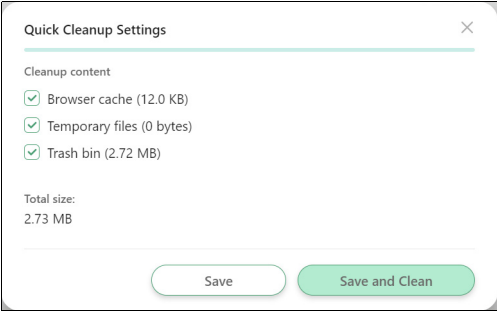 Quick Cleanup Settings
Cleanup content
Browser cache (12.0 KB)
Temporary files (0 bytes)
Trash bin (2.72 MB)
Total size:
2.73 MB
Save
Save and Clean